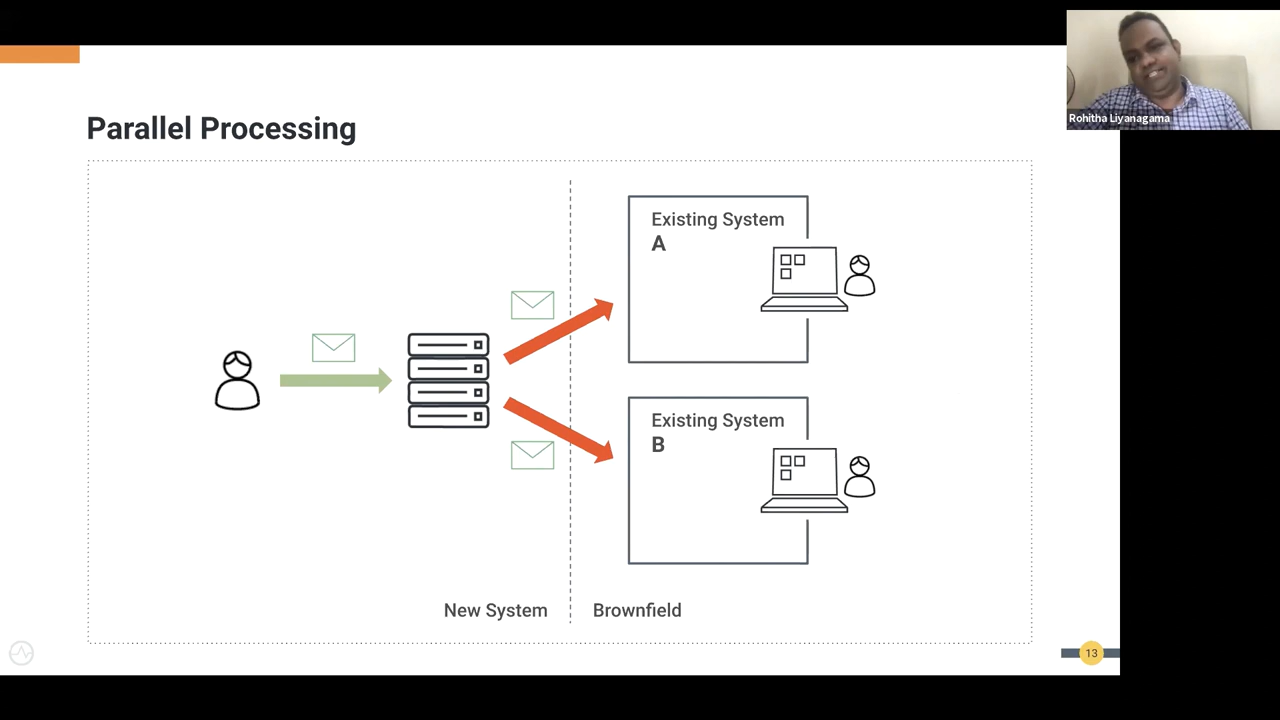 Parallel Processing
Existing System
A
Existing System
B
New System
Brownfield
13
Rohitha Liyanagama